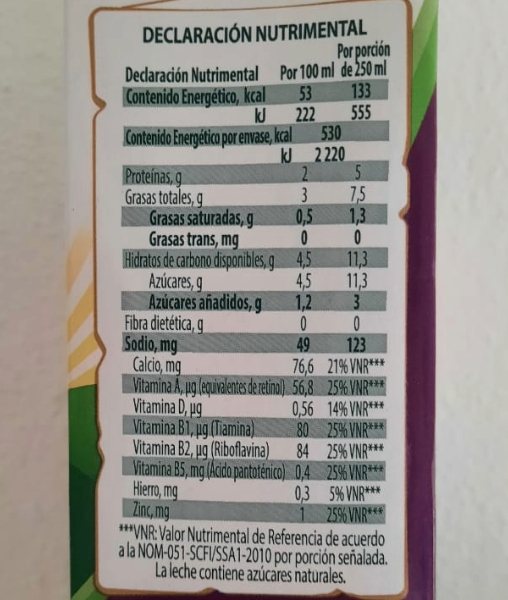 DECLARACIÓN NUTRIMENTAL
Por porción
Declaración Nutrimental Por 100 ml de 250 ml
Contenido Energético, kcal 53 133
kJ 222 555
Contenido Energético por envase, kcal 530
kJ 2 220
Proteínas, g 2 5
Grasas totales, g 3 7,5
Grasas saturadas, g 0,5 1,3
Grasas trans, mg 0 0
Hidratos de carbono disponibles, g 4,5 11,3
Azúcares, g 4,5 11,3
Azúcares añadidos, g 1,2 3
Fibra dietética, g 0 0
Sodio, mg 49 123
Calcio, mg 76,6 21% VNR***
Vitamina A, µg (equivalentes de retinol) 56,8 25% VNR***
Vitamina D, µg 0,56 14% VNR***
Vitamina B1, µg (Tiamina) 80 25% VNR***
Vitamina B2, µg (Riboflavina) 84 25% VNR***
Vitamina B5, mg (Ácido pantoténico) 0,4 25% VNR***
Hierro, mg 0,3 5% VNR***
Zinc, mg 1 25% VNR***
***VNR: Valor Nutrimental de Referencia de acuerdo
a la NOM-051-SCFI/SSA1-2010 por porción señalada.
La leche contiene azúcares naturales.